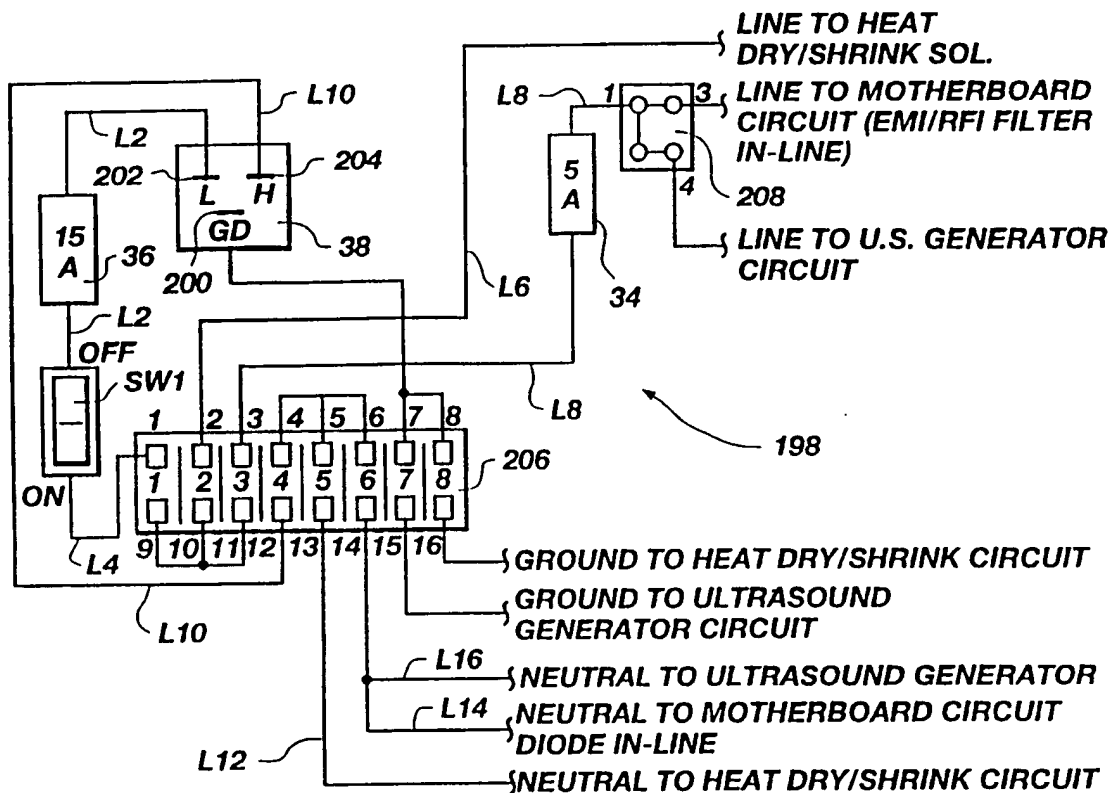 LINE TO HEAT
DRY/SHRINK SOL.
L10
L8
1
3
LINE TO MOTHERBOARD
CIRCUIT (EMI/RFI FILTER
IN-LINE)
L2
202
L
H
204
5
A
4
208
15
A
36
GD
200
38
LINE TO U.S. GENERATOR
CIRCUIT
L6
34
L2
OFF
SW1
L8
198
1
2
3
4
5
6
7
8
1
2
3
4
5
6
7
8
206
ON
L4
9
10
11
12
13
14
15
16
GROUND TO HEAT DRY/SHRINK CIRCUIT
GROUND TO ULTRASOUND
GENERATOR CIRCUIT
L10
L16
NEUTRAL TO ULTRASOUND GENERATOR
L14
NEUTRAL TO MOTHERBOARD CIRCUIT
DIODE IN-LINE
L12
NEUTRAL TO HEAT DRY/SHRINK CIRCUIT